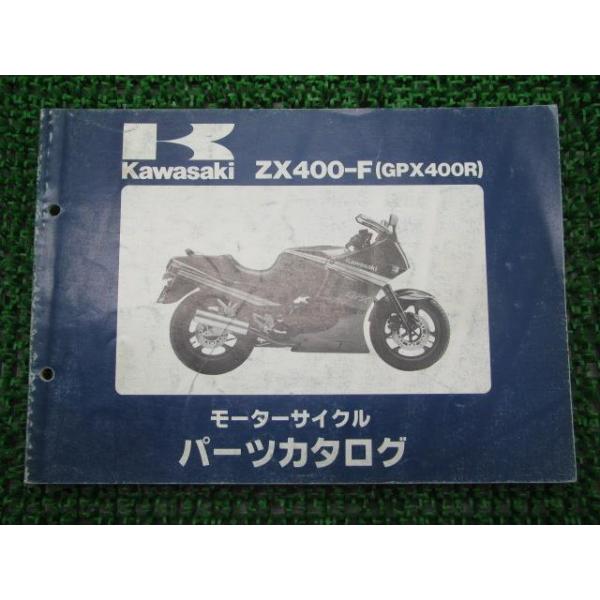 Kawasaki ZX400-F(GPX400R)
Kawasaki
モーターサイクル
パーツカタログ